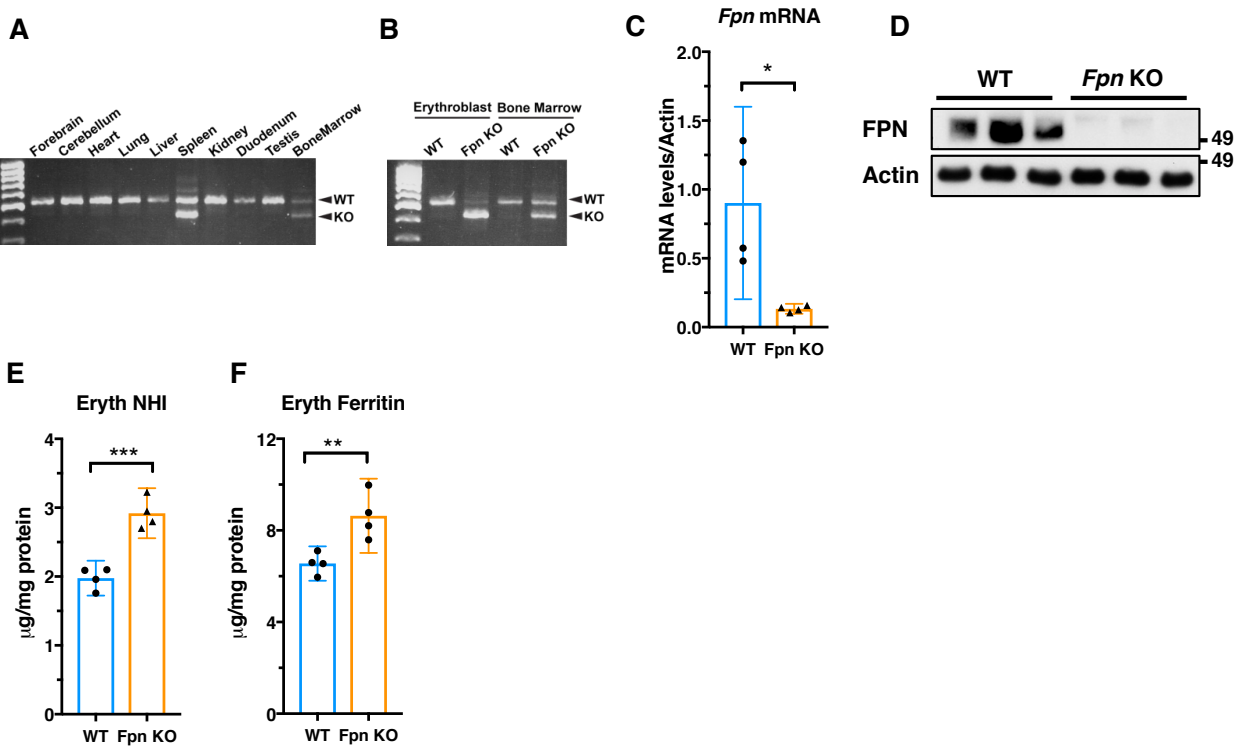 A
Forebrain
Cerebellum
Heart
Lung
Liver
Spleen
Kidney
Duodenum
Testis
BoneMarrow
WT
KO
B
Erythroblast Bone Marrow
WT Fpn KO WT Fpn KO
WT
KO
C
Fpn mRNA
mRNA levels/Actin
2.0
1.5
1.0
0.5
0.0
*
WT Fpn KO
D
WT Fpn KO
FPN
49
49
Actin
E
Eryth NHI
μg/mg protein
4
3
2
1
0
***
WT Fpn KO
F
Eryth Ferritin
μg/mg protein
12
8
4
0
**
WT Fpn KO